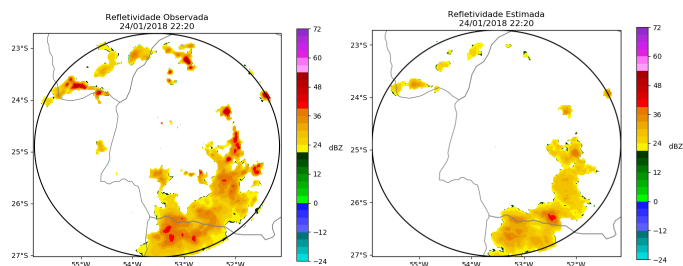 Refletividade Observada
24/01/2018 22:20
23°S
24°S
25°S
26°S
27°S
55°W
54°W
53°W
52°W
72
60
48
36
24
12
0
−12
−24
dBZ
Refletividade Estimada
24/01/2018 22:20
23°S
24°S
25°S
26°S
27°S
55°W
54°W
53°W
52°W
72
60
48
36
24
12
0
−12
−24
dBZ